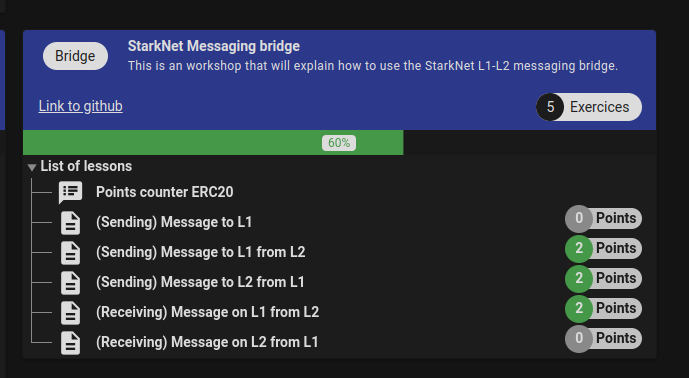 Bridge
StarkNet Messaging bridge
This is an workshop that will explain how to use the StarkNet L1-L2 messaging bridge.
Link to github
5 Exercices
60%
List of lessons
Points counter ERC20
(Sending) Message to L1 0 Points
(Sending) Message to L1 from L2 2 Points
(Sending) Message to L2 from L1 2 Points
(Receiving) Message on L1 from L2 2 Points
(Receiving) Message on L2 from L1 0 Points